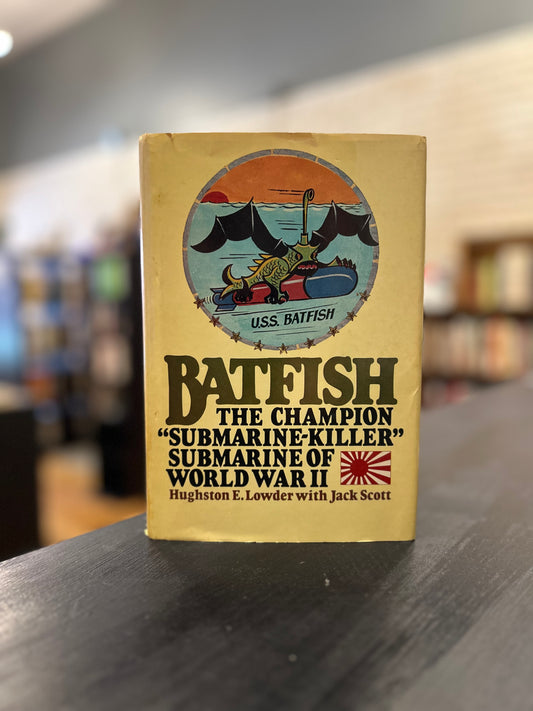 U.S.S. BATFISH
BATFISH
THE CHAMPION
“SUBMARINE-KILLER”
SUBMARINE OF
WORLD WAR II
Hughston E. Lowder with Jack Scott